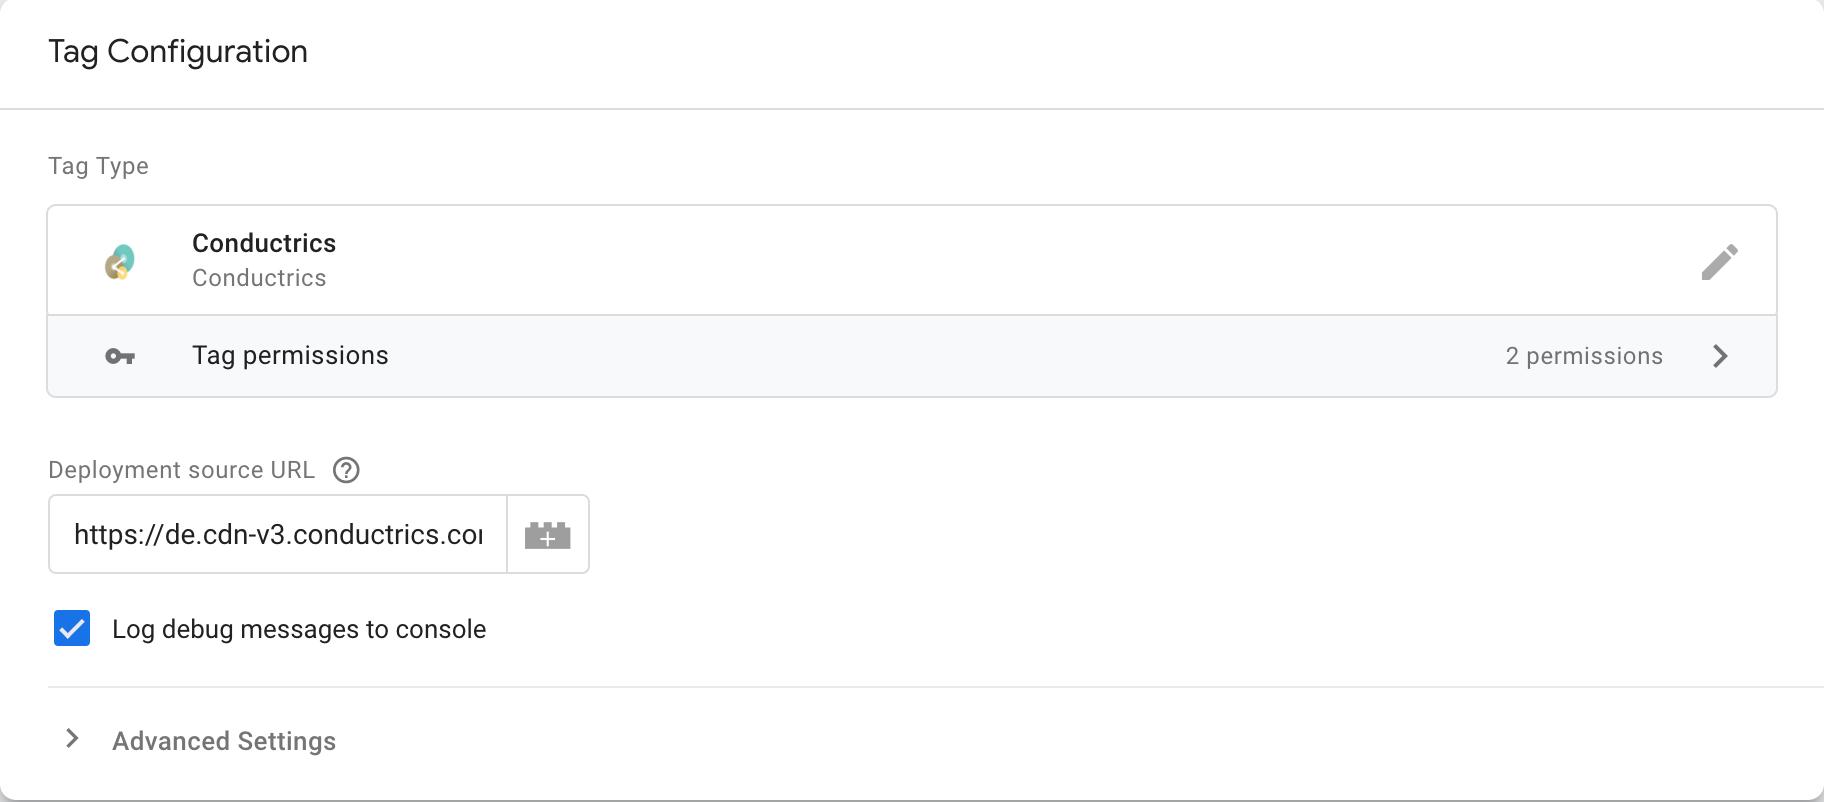 Tag Configuration
Tag Type
Conductrics
Conductrics
Tag permissions
2 permissions
Deployment source URL
https://de.cdn-v3.conductrics.co
Log debug messages to console
Advanced Settings